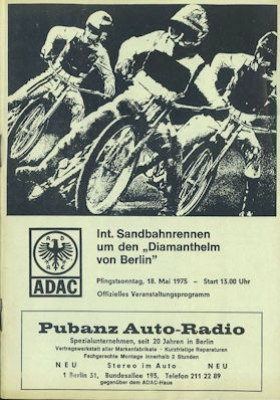 Int. Sandbahnrennen
um den „Diamanthelm
von Berlin"
Pfingstsonntag, 18. Mai 1975 – Start 15.00 Uhr
Offizielles Veranstaltungsprogramm
ADAC
Pubanz Auto-Radio
Spezialunternehmen, seit 20 Jahren in Berlin
Vertragswerkstatt aller Markenfabrikate - Kurzfristige Reparaturen
Fachgerechte Montage innerhalb 2 Stunden
NEU Stereo im Auto NEU
1 Berlin 31, Bundesallee 193, Telefon 211 22 89
gegenüber dem ADAC-Haus